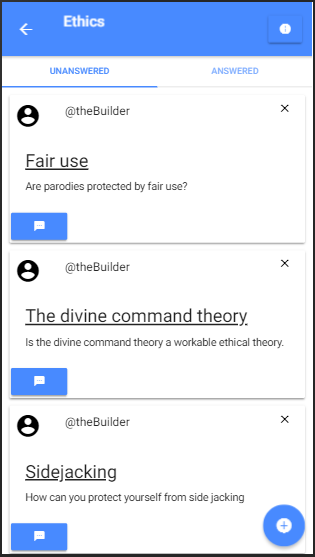 Ethics
UNANSWERED ANSWERED
@theBuilder
Fair use
Are parodies protected by fair use?
@theBuilder
The divine command theory
Is the divine command theory a workable ethical theory.
@theBuilder
Sidejacking
How can you protect yourself from side jacking